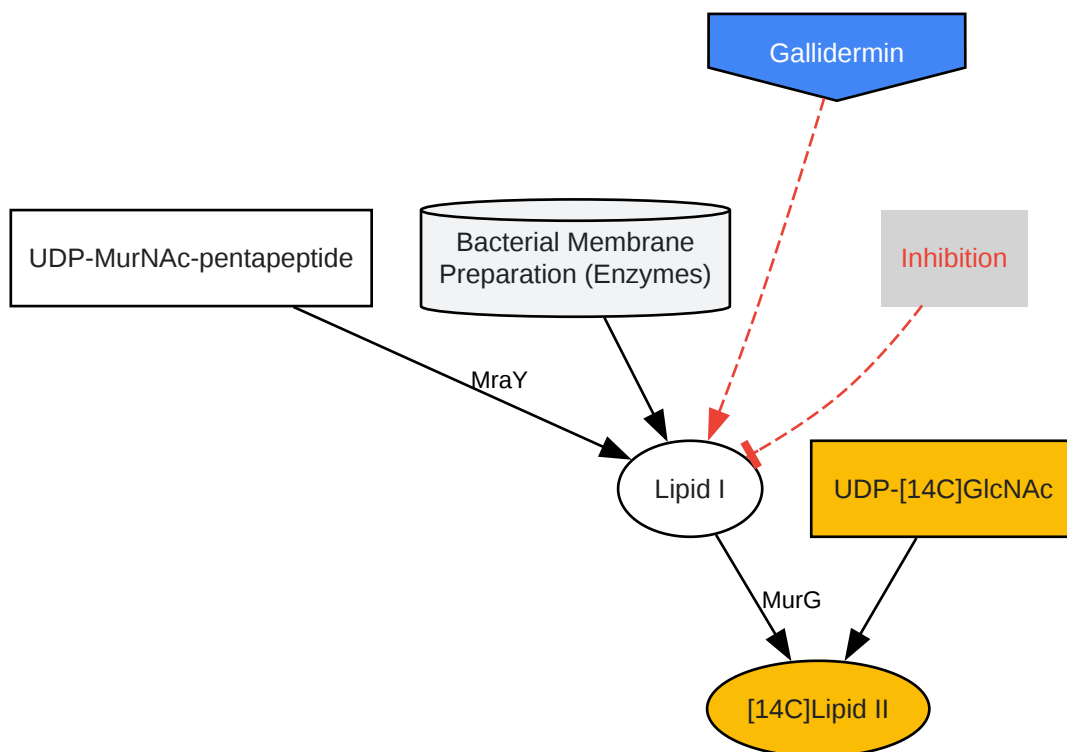 Gallidermin
UDP-MurNAc-pentapeptide
Bacterial Membrane
Preparation (Enzymes)
Inhibition
MraY
Lipid I
UDP-[14C]GlcNAc
MurG
[14C]Lipid II